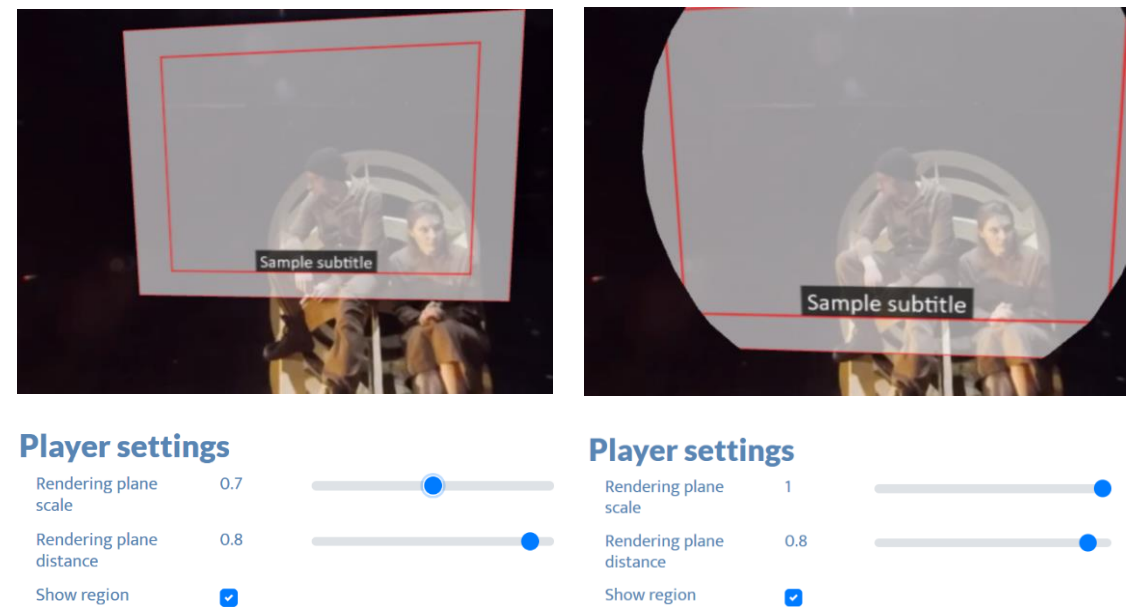 Sample subtitle
Player settings
Rendering plane
scale
0.7
Rendering plane
distance
0.8
Show region
Sample subtitle
Player settings
Rendering plane
scale
1
Rendering plane
distance
0.8
Show region